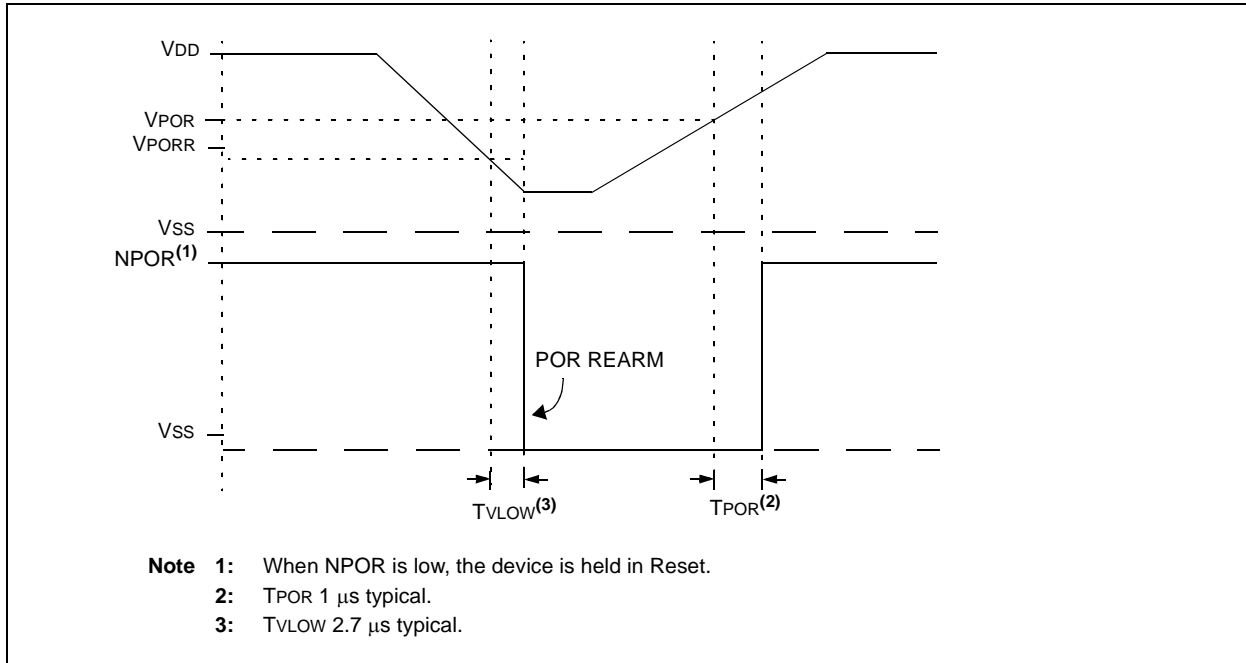 VDD
VPOR
VPORR
VSS
NPOR(1)
POR REARM
VSS
TVLOW(3)
TPOR(2)
Note 1: When NPOR is low, the device is held in Reset.
2: TPOR 1 μs typical.
3: TVLOW 2.7 μs typical.